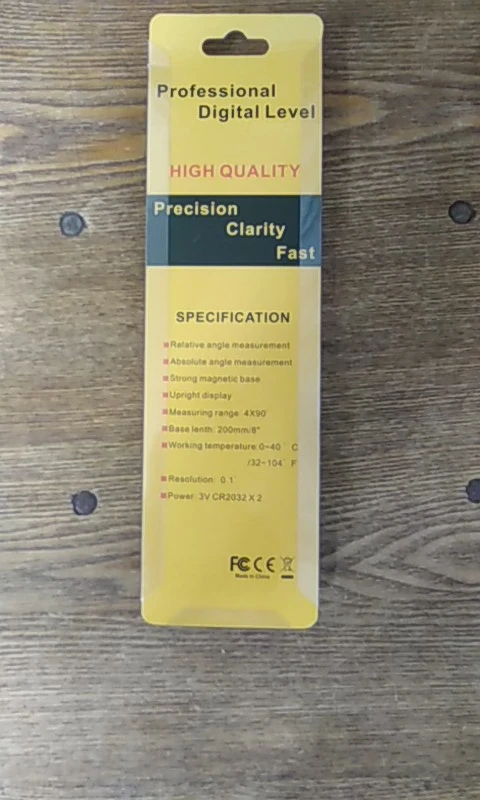 Professional
Digital Level
HIGH QUALITY
Precision
Clarity
Fast
SPECIFICATION
Relative angle measurement
Absolute angle measurement
Strong magnetic base
Upright display
Measuring range: 4X90°
Base lenth: 200mm/8"
Working temperature: 0~40 ° C
/32~104 ° F
Resolution: 0.1°
Power: 3V CR2032 X 2
FC CE
Made in China